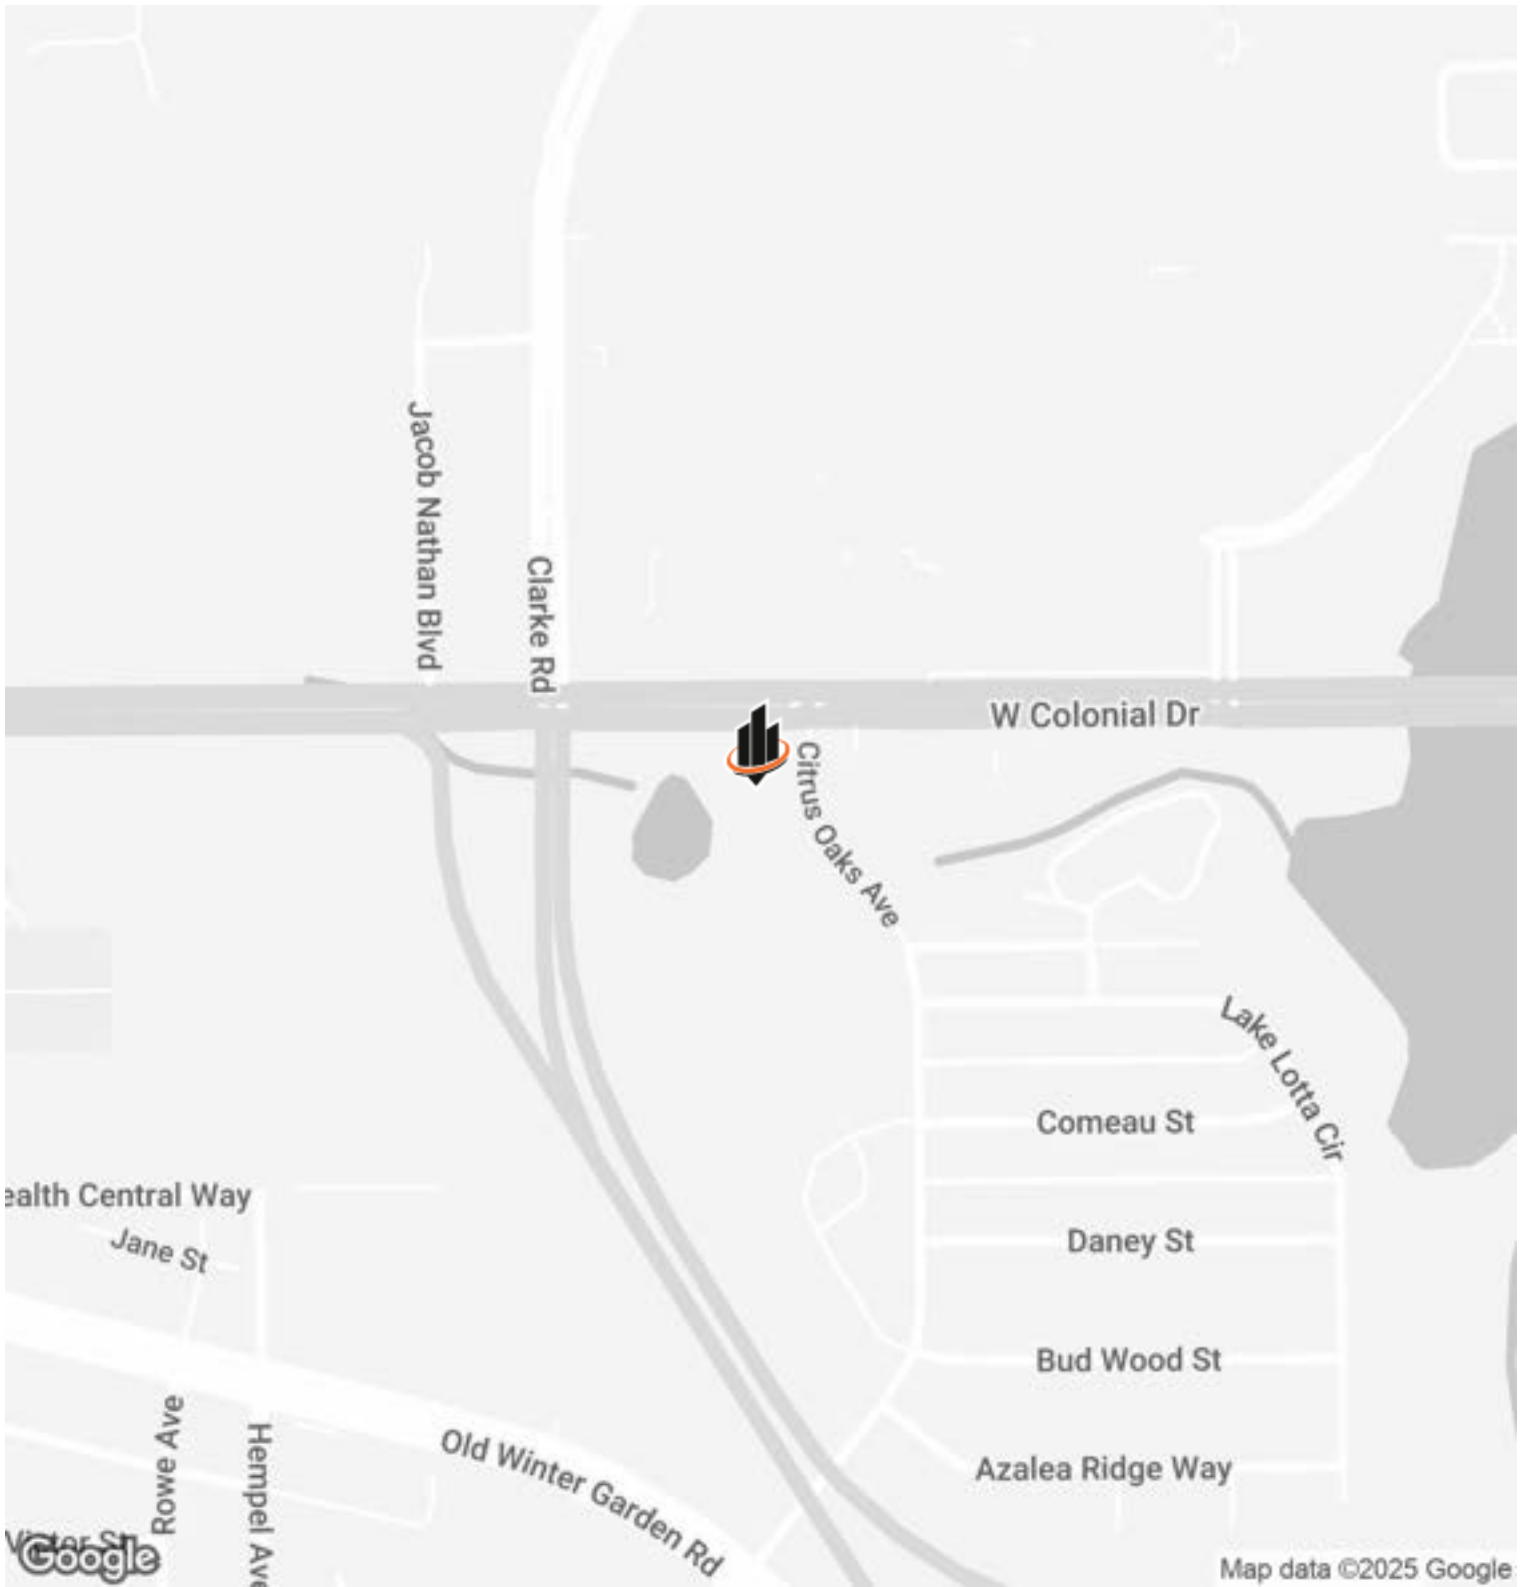 Jacob Nathan Blvd
Clarke Rd
W Colonial Dr
Citrus Oaks Ave
Lake Lotta Cir
Comeau St
ealth Central Way
Jane St
Daney St
Bud Wood St
Rowe Ave
Hempel Ave
Old Winter Garden Rd
Azalea Ridge Way
Victor St
Google
Map data ©2025 Google